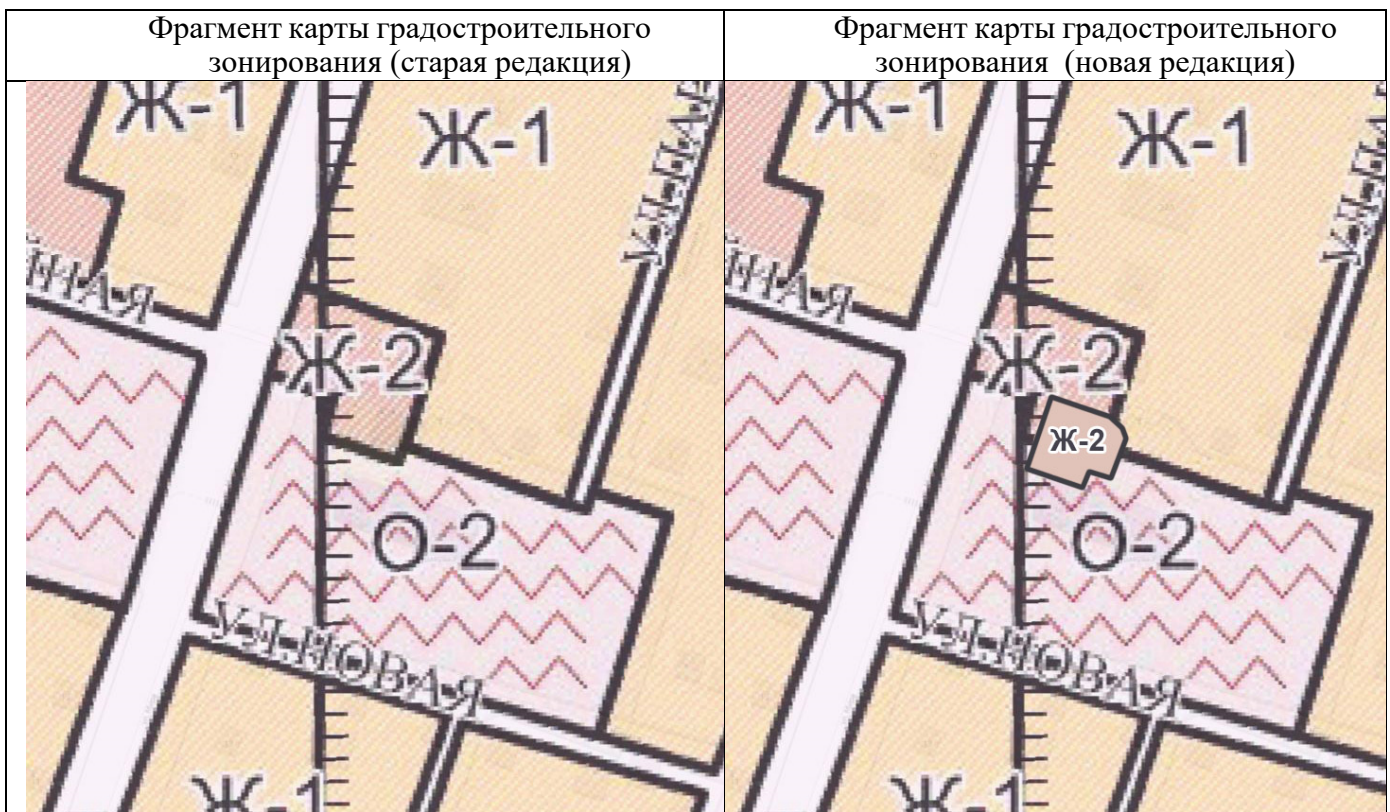 Фрагмент карты градостроительного
зонирования (старая редакция)
Фрагмент карты градостроительного
зонирования (новая редакция)
Ж-1
Ж-1
Ж-2
О-2
УЛ.НОВАЯ
Ж-1
Ж-1
Ж-1
Ж-2
Ж-2
О-2
УЛ.НОВАЯ
Ж-1